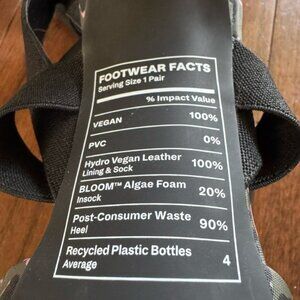 FOOTWEAR FACTS
Serving Size 1 Pair
% Impact Value
VEGAN 100%
PVC 0%
Hydro Vegan Leather 100%
Lining & Sock
BLOOM™ Algae Foam 20%
Insock
Post-Consumer Waste 90%
Heel
Recycled Plastic Bottles 4
Average